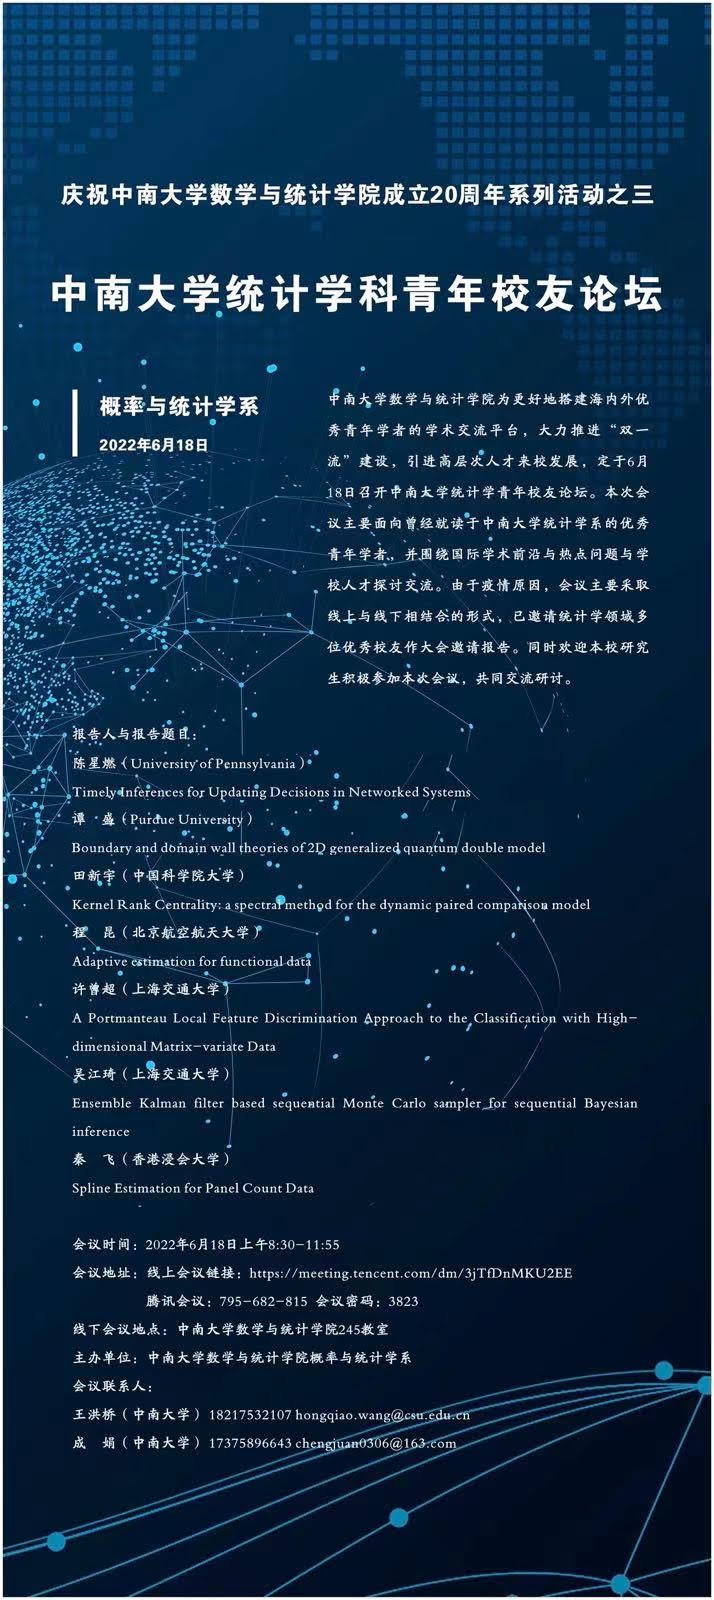 庆祝中南大学数学与统计学院成立20周年系列活动之三
中南大学统计学科青年校友论坛
概率与统计学系
2022年6月18日
中南大学数学与统计学院为更好地搭建海内外优
秀青年学者的学术交流平台，大力推进“双一
流”建设，引进高层次人才来校发展，定于6月
18日召开中南大学统计学青年校友论坛。本次会
议主要面向曾经就读于中南大学统计学系的优秀
青年学者，并围绕国际学术前沿与热点问题与学
校人才探讨交流。由于疫情原因，会议主要采取
线上与线下相结合的形式，已邀请统计学领域多
位优秀校友作大会邀请报告。同时欢迎本校研究
生积极参加本次会议，共同交流研讨。
报告人与报告题目：
陈星燃（University of Pennsylvania）
Timely Inferences for Updating Decisions in Networked Systems
谭　盛（Purdue University）
Boundary and domain wall theories of 2D generalized quantum double model
田新宇（中国科学院大学）
Kernel Rank Centrality: a spectral method for the dynamic paired comparison model
程　昆（北京航空航天大学）
Adaptive estimation for functional data
许曾超（上海交通大学）
A Portmanteau Local Feature Discrimination Approach to the Classification with High-
dimensional Matrix-variate Data
吴江琦（上海交通大学）
Ensemble Kalman filter based sequential Monte Carlo sampler for sequential Bayesian
inference
秦　飞（香港浸会大学）
Spline Estimation for Panel Count Data
会议时间：2022年6月18日上午8:30-11:55
会议地址：线上会议链接：https://meeting.tencent.com/dm/3jTfDnMKU2EE
腾讯会议：795-682-815 会议密码：3823
线下会议地点：中南大学数学与统计学院245教室
主办单位：中南大学数学与统计学院概率与统计学系
会议联系人：
王洪桥（中南大学） 18217532107 hongqiao.wang@csu.edu.cn
成　娟（中南大学） 17375896643 chengjuan0306@163.com